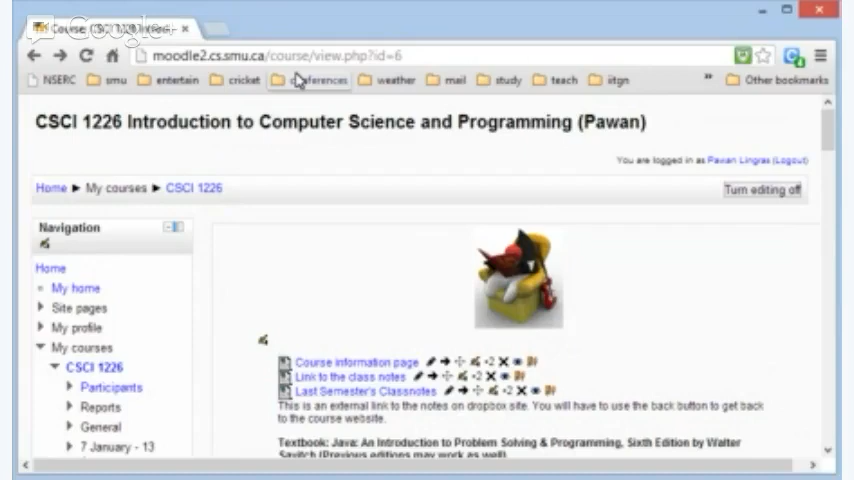 Course: CSCI 1226 Introd
Google+
moodle2.cs.smu.ca/course/view.php?id=6
NSERC smu entertain cricket conferences weather mail study teach iitgn » Other bookmarks
CSCI 1226 Introduction to Computer Science and Programming (Pawan)
You are logged in as Pawan Lingras (Logout)
Home ► My courses ► CSCI 1226
Turn editing off
Navigation
Home
My home
Site pages
My profile
My courses
CSCI 1226
Participants
Reports
General
7 January - 13
Course information page
Link to the class notes
Last Semester's Classnotes
This is an external link to the notes on dropbox site. You will have to use the back button to get back
to the course website.
Textbook: Java: An Introduction to Problem Solving & Programming, Sixth Edition by Walter
Savitch (Previous editions may work as well)